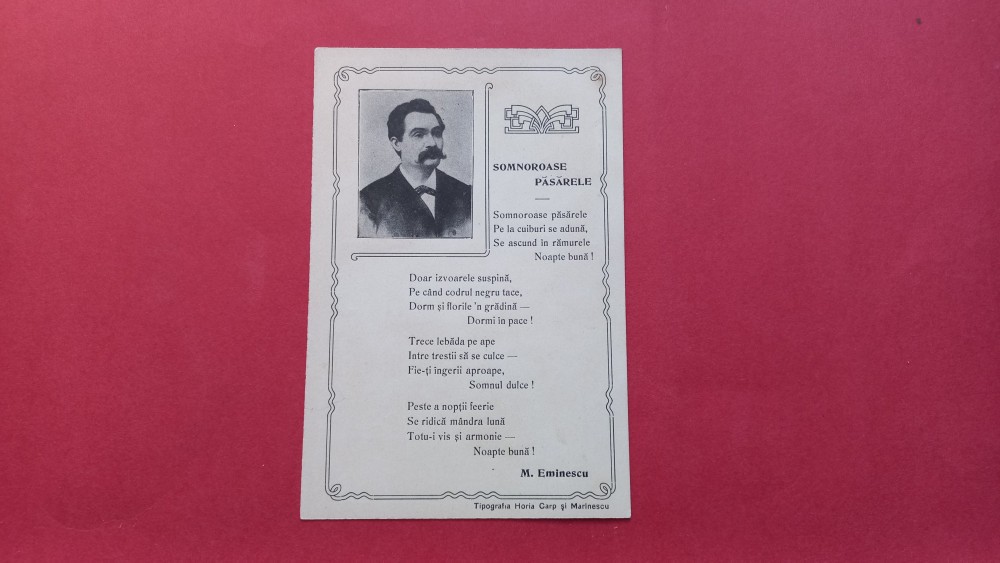 SOMNOROASE
PĂSĂRELE
Somnoroase păsărele
Pe la cuiburi se adună,
Se ascund în rămurele
Noapte bună !
Doar izvoarele suspină,
Pe când codrul negru tace,
Dorm și florile 'n grădină —
Dormi în pace !
Trece lebăda pe ape
Intre trestii să se culce —
Fie-ți îngerii aproape,
Somnul dulce !
Peste a nopții feerie
Se ridică mândra lună
Totu-i vis și armonie —
Noapte bună !
M. Eminescu
Tipografia Horia Carp și Marinescu